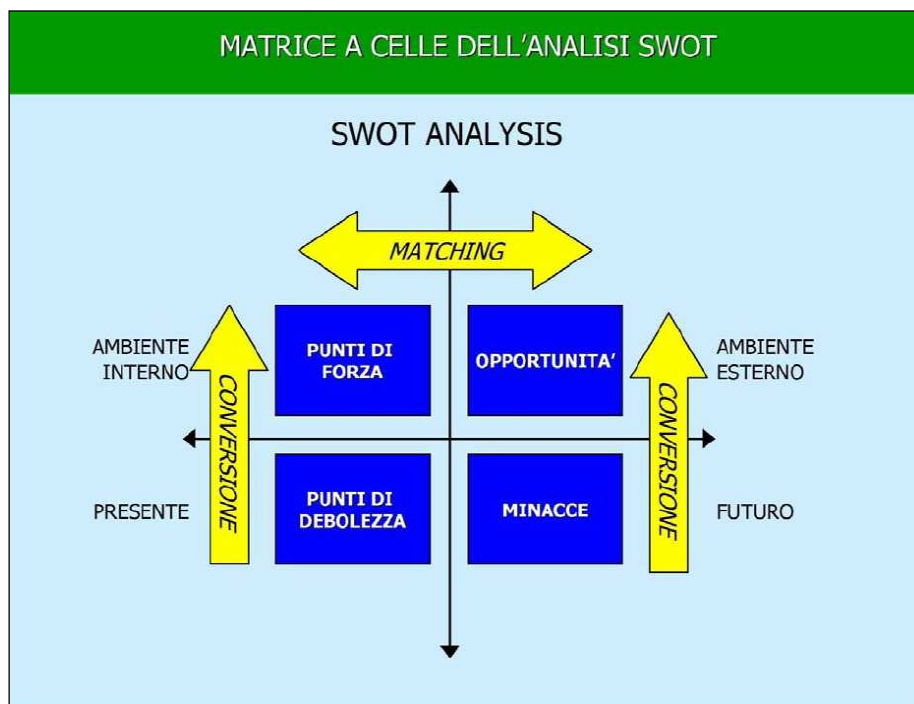 MATRICE A CELLE DELL'ANALISI SWOT
SWOT ANALYSIS
MATCHING
AMBIENTE
INTERNO
CONVERSIONE
PUNTI DI
FORZA
OPPORTUNITA'
CONVERSIONE
AMBIENTE
ESTERNO
PRESENTE
PUNTI DI
DEBOLEZZA
MINACCE
FUTURO